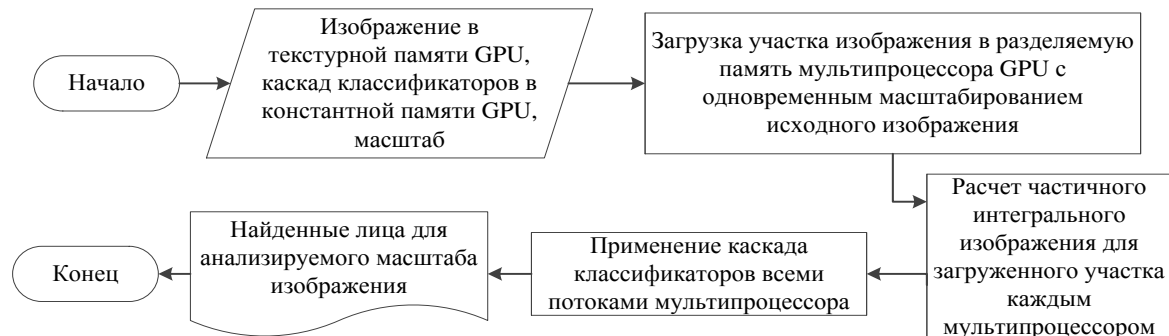 Начало
Изображение в
текстурной памяти GPU,
каскад классификаторов в
константной памяти GPU,
масштаб
Загрузка участка изображения в разделяемую
память мультипроцессора GPU с
одновременным масштабированием
исходного изображения
Расчет частичного
интегрального
изображения для
загруженного участка
каждым
мультипроцессором
Применение каскада
классификаторов всеми
потоками мультипроцессора
Найденные лица для
анализируемого масштаба
изображения
Конец